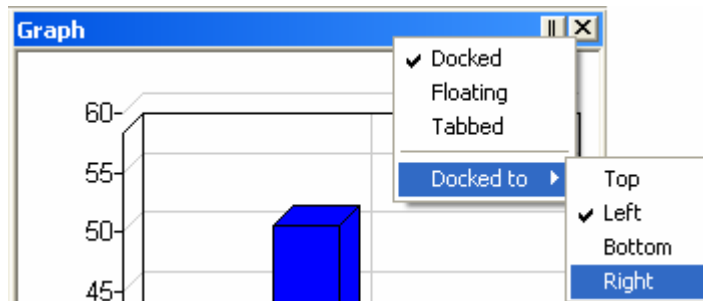 Graph
Docked
Floating
Tabbed
Docked to
Top
Left
Bottom
Right
60
55
50
45